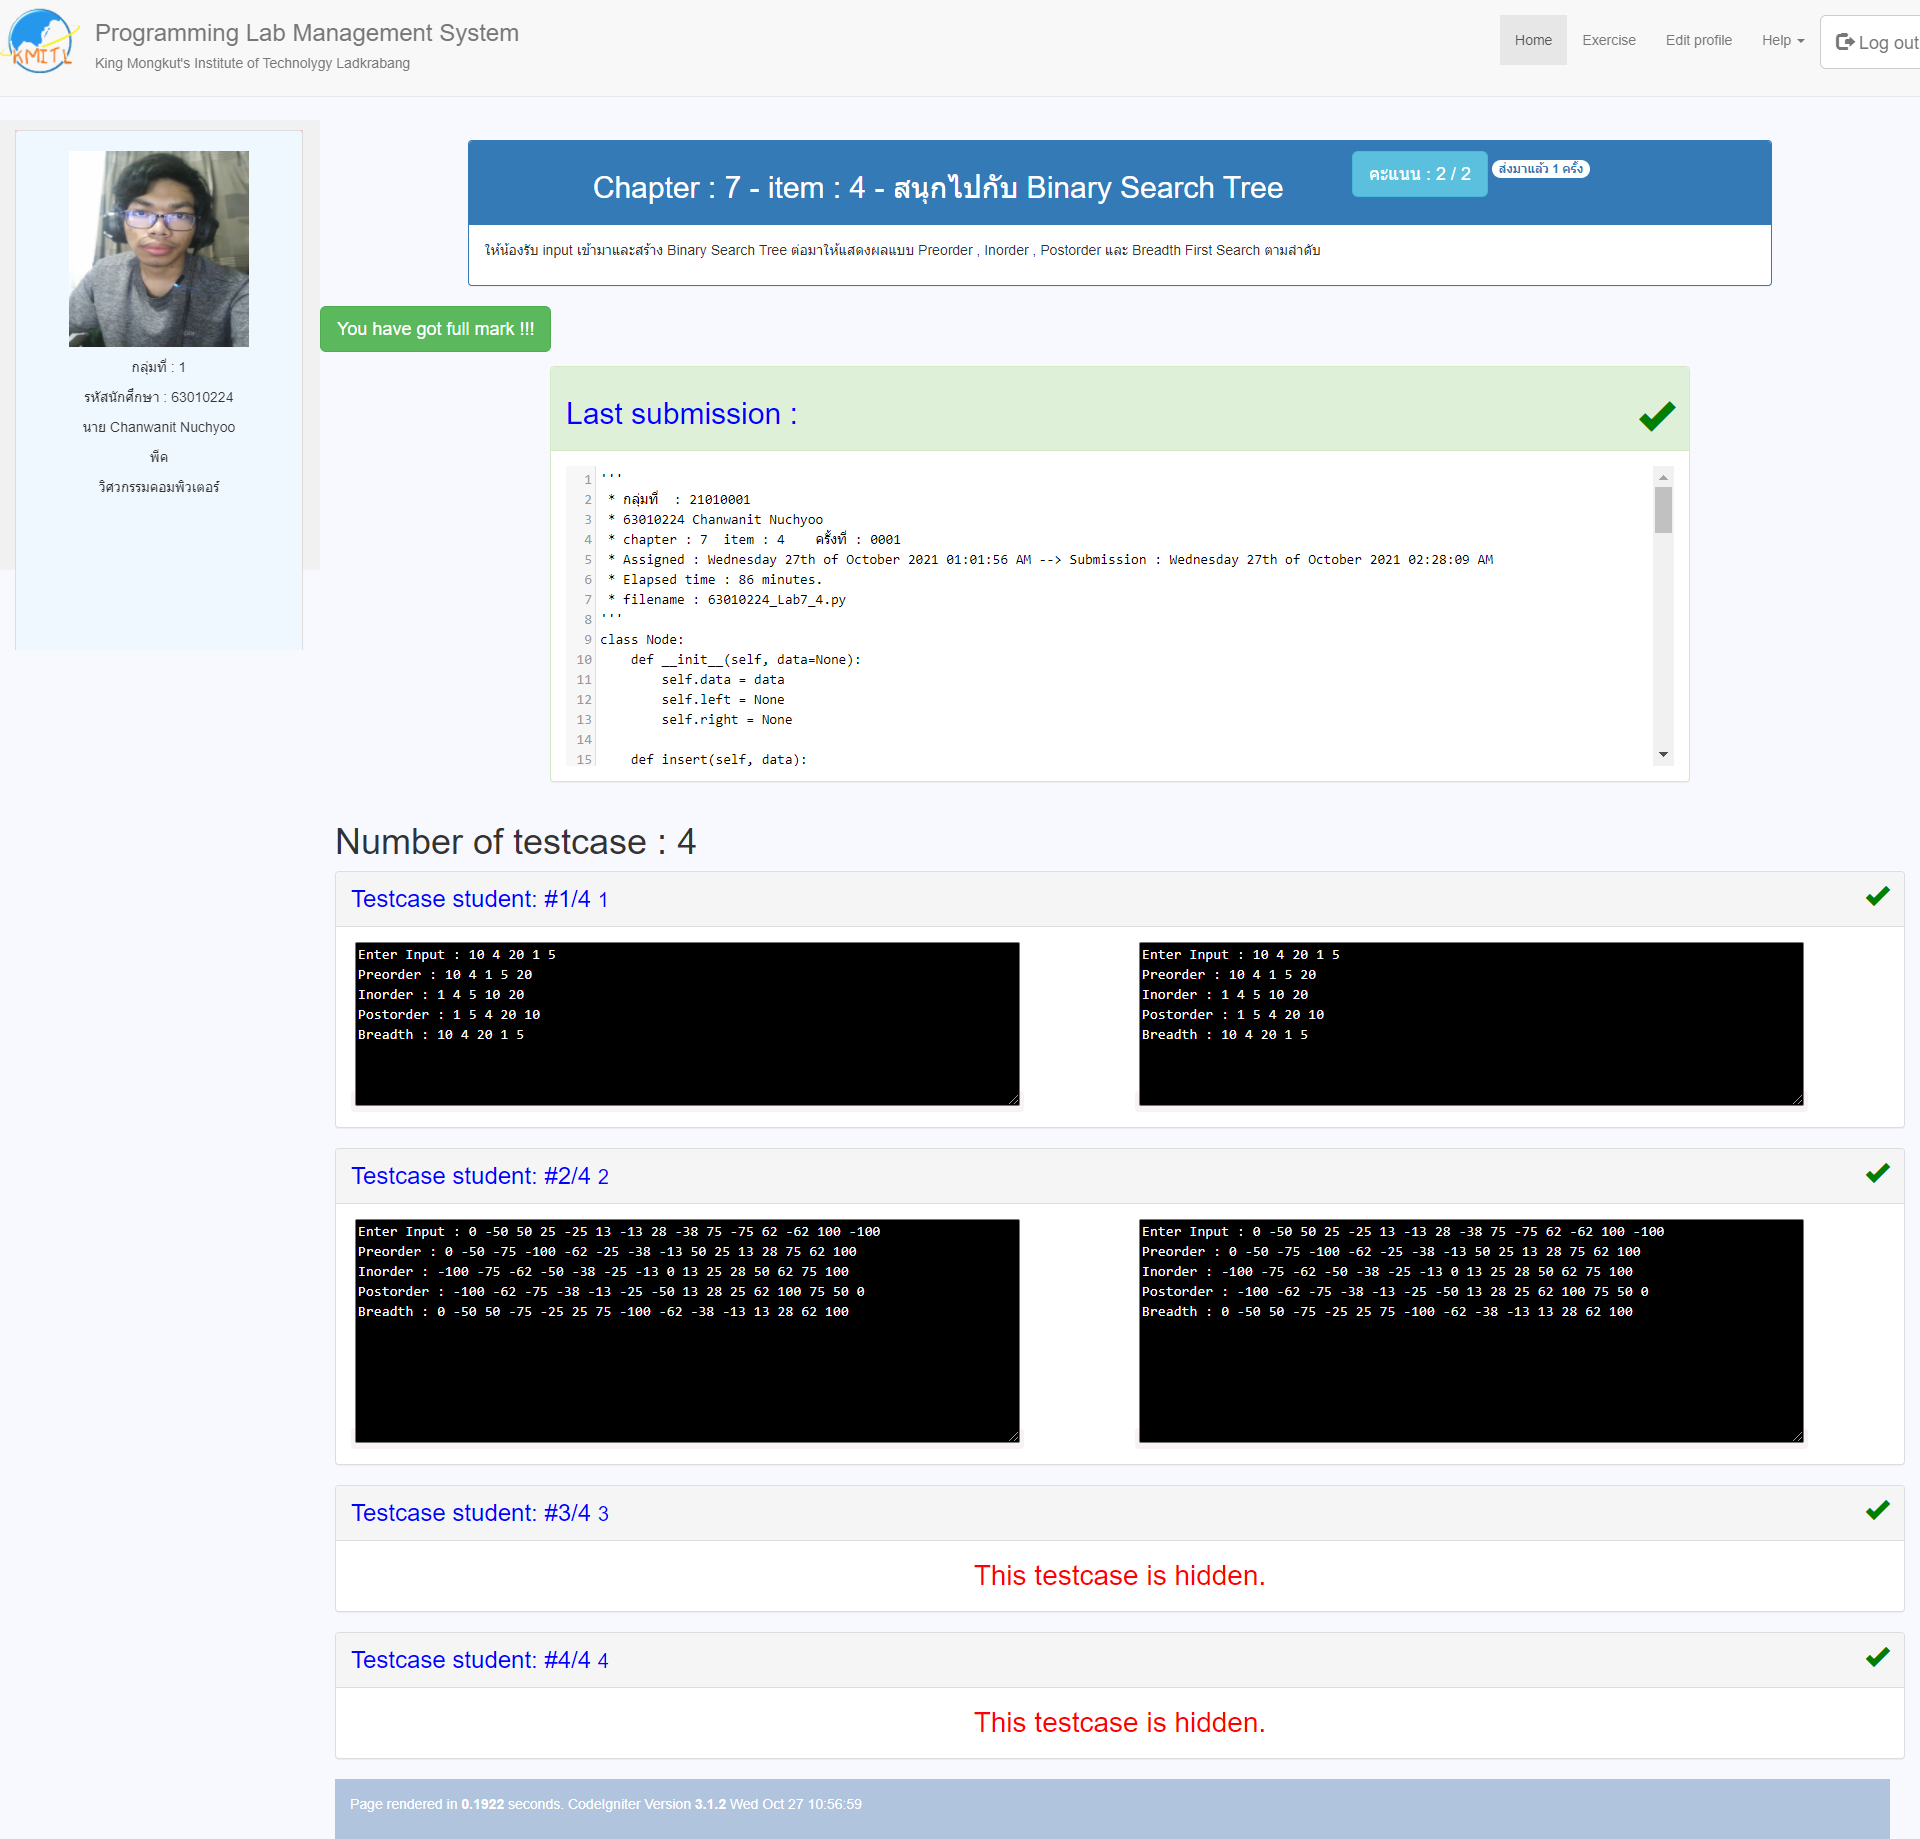 KMITL
Programming Lab Management System
King Mongkut's Institute of Technolygy Ladkrabang
Home
Exercise
Edit profile
Help
Log out
กลุ่มที่ : 1
รหัสนักศึกษา : 63010224
นาย Chanwanit Nuchyoo
พีค
วิศวกรรมคอมพิวเตอร์
Chapter : 7 - item : 4 - สนุกไปกับ Binary Search Tree
คะแนน : 2 / 2
ส่งมาแล้ว 1 ครั้ง
ให้น้องรับ input เข้ามาและสร้าง Binary Search Tree ต่อมาให้แสดงผลแบบ Preorder , Inorder , Postorder และ Breadth First Search ตามลำดับ
You have got full mark !!!
Last submission :
1 '''
2  * กลุ่มที่  : 21010001
3  * 63010224 Chanwanit Nuchyoo
4  * chapter : 7  item : 4    ครั้งที่ : 0001
5  * Assigned : Wednesday 27th of October 2021 01:01:56 AM --> Submission : Wednesday 27th of October 2021 02:28:09 AM
6  * Elapsed time : 86 minutes.
7  * filename : 63010224_Lab7_4.py
8 '''
9 class Node:
10     def __init__(self, data=None):
11         self.data = data
12         self.left = None
13         self.right = None
14
15     def insert(self, data):
Number of testcase : 4
Testcase student: #1/4 1
Enter Input : 10 4 20 1 5
Preorder : 10 4 1 5 20
Inorder : 1 4 5 10 20
Postorder : 1 5 4 20 10
Breadth : 10 4 20 1 5
Enter Input : 10 4 20 1 5
Preorder : 10 4 1 5 20
Inorder : 1 4 5 10 20
Postorder : 1 5 4 20 10
Breadth : 10 4 20 1 5
Testcase student: #2/4 2
Enter Input : 0 -50 50 25 -25 13 -13 28 -38 75 -75 62 -62 100 -100
Preorder : 0 -50 -75 -100 -62 -25 -38 -13 50 25 13 28 75 62 100
Inorder : -100 -75 -62 -50 -38 -25 -13 0 13 25 28 50 62 75 100
Postorder : -100 -62 -75 -38 -13 -25 -50 13 28 25 62 100 75 50 0
Breadth : 0 -50 50 -75 -25 25 75 -100 -62 -38 -13 13 28 62 100
Enter Input : 0 -50 50 25 -25 13 -13 28 -38 75 -75 62 -62 100 -100
Preorder : 0 -50 -75 -100 -62 -25 -38 -13 50 25 13 28 75 62 100
Inorder : -100 -75 -62 -50 -38 -25 -13 0 13 25 28 50 62 75 100
Postorder : -100 -62 -75 -38 -13 -25 -50 13 28 25 62 100 75 50 0
Breadth : 0 -50 50 -75 -25 25 75 -100 -62 -38 -13 13 28 62 100
Testcase student: #3/4 3
This testcase is hidden.
Testcase student: #4/4 4
This testcase is hidden.
Page rendered in 0.1922 seconds. CodeIgniter Version 3.1.2 Wed Oct 27 10:56:59